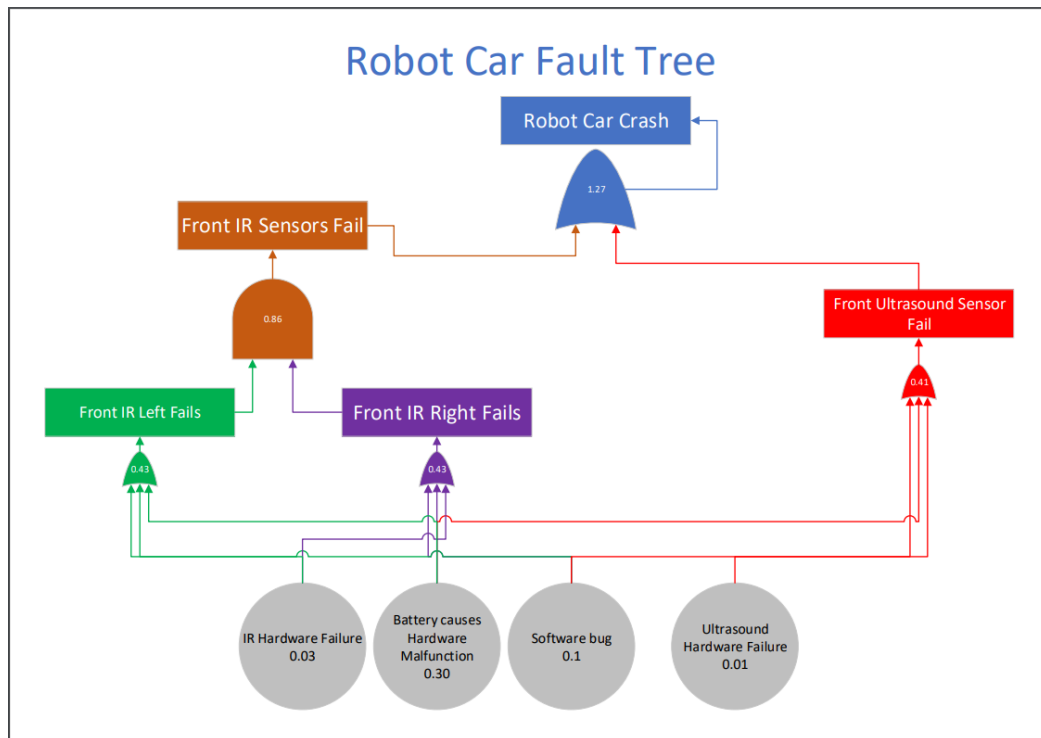 Robot Car Fault Tree
Robot Car Crash
1.27
Front IR Sensors Fail
0.86
Front Ultrasound Sensor
Fail
0.41
Front IR Left Fails
Front IR Right Fails
0.43
0.43
IR Hardware Failure
0.03
Battery causes
Hardware
Malfunction
0.30
Software bug
0.1
Ultrasound
Hardware Failure
0.01